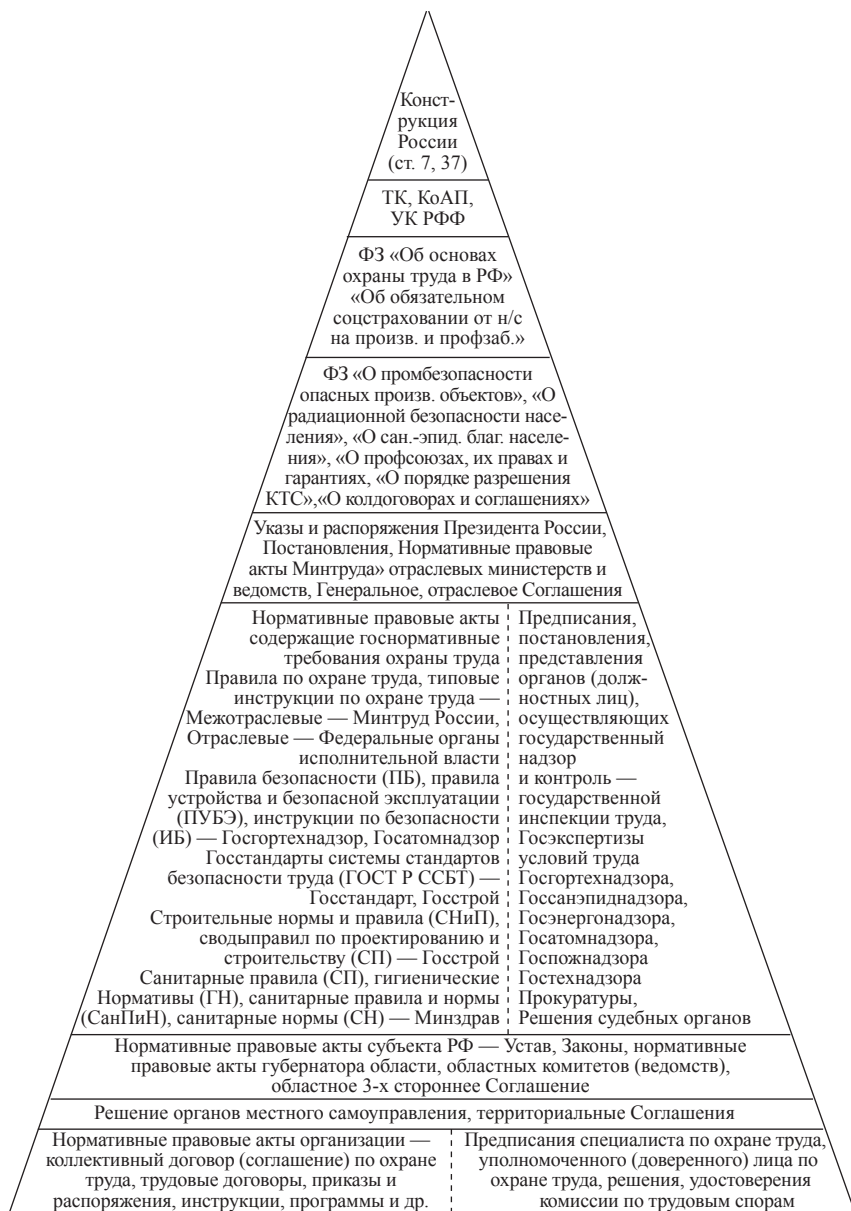 Конст-
рукция
России
(ст. 7, 37)
ТК, КоАП,
УК РФФ
ФЗ «Об основах
охраны труда в РФ»
«Об обязательном
соцстраховании от н/с
на произв. и профзаб.»
ФЗ «О промбезопасности
опасных произв. объектов», «О
радиационной безопасности насе-
ления», «О сан.-эпид. благ. населе-
ния», «О профсоюзах, их правах и
гарантиях, «О порядке разрешения
КТС»,«О колдоговорах и соглашениях»
Указы и распоряжения Президента России,
Постановления, Нормативные правовые
акты Минтруда» отраслевых министерств и
ведомств, Генеральное, отраслевое Соглашения
Нормативные правовые акты
содержащие госнормативные
требования охраны труда
Правила по охране труда, типовые
инструкции по охране труда —
Межотраслевые — Минтруд России,
Отраслевые — Федеральные органы
исполнительной власти
Правила безопасности (ПБ), правила
устройства и безопасной эксплуатации
(ПУБЭ), инструкции по безопасности
(ИБ) — Госгортехнадзор, Госатомнадзор
Госстандарты системы стандартов
безопасности труда (ГОСТ Р ССБТ) —
Госстандарт, Госстрой
Строительные нормы и правила (СНиП),
сводыправил по проектированию и
строительству (СП) — Госстрой
Санитарные правила (СП), гигиенические
Нормативы (ГН), санитарные правила и нормы
(СанПиН), санитарные нормы (СН) — Минздрав
Предписания,
постановления,
представления
органов (долж-
ностных лиц),
осуществляющих
государственный
надзор
и контроль —
государственной
инспекции труда,
Госэкспертизы
условий труда
Госгортехнадзора,
Госсанэпиднадзора,
Госэнергонадзора,
Госатомнадзора,
Госпожнадзора
Гостехнадзора
Прокуратуры,
Решения судебных органов
Нормативные правовые акты субъекта РФ — Устав, Законы, нормативные
правовые акты губернатора области, областных комитетов (ведомств),
областное 3-х стороннее Соглашение
Решение органов местного самоуправления, территориальные Соглашения
Нормативные правовые акты организации —
коллективный договор (соглашение) по охране
труда, трудовые договоры, приказы и
распоряжения, инструкции, программы и др.
Предписания специалиста по охране труда,
уполномоченного (доверенного) лица по
охране труда, решения, удостоверения
комиссии по трудовым спорам